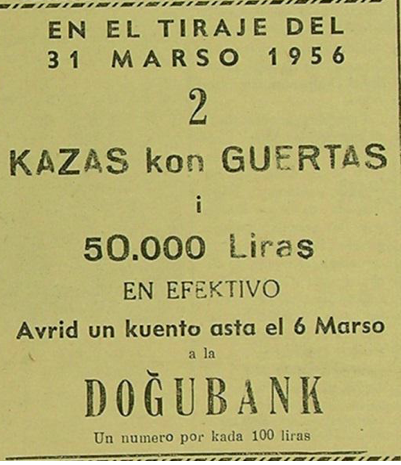 EN EL TIRAJE DEL
31 MARSO 1956
2
KAZAS kon GUERTAS
i
50.000 Liras
EN EFEKTIVO
Avrid un kuento asta el 6 Marso
a la
DOĞUBANK
Un numero por kada 100 liras